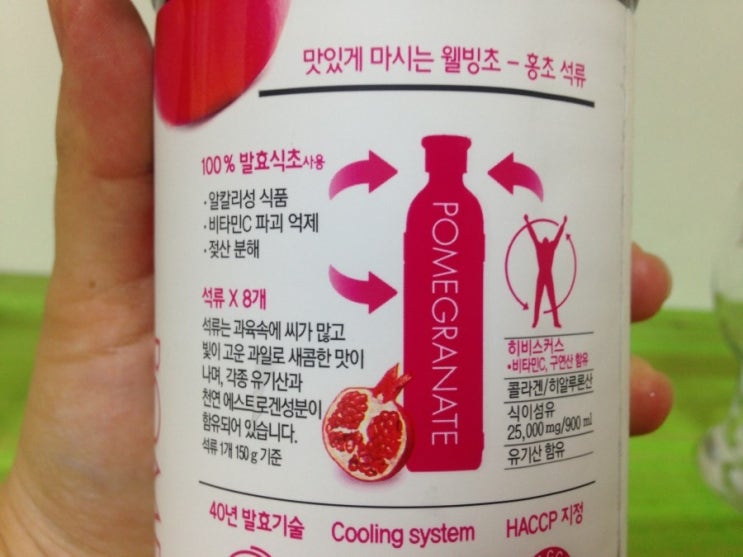 맛있게 마시는 웰빙초 - 홍초 석류
100% 발효식초사용
·알칼리성 식품
·비타민C 파괴 억제
·젖산 분해
석류 X 8개
석류는 과육속에 씨가 많고
빛이 고운 과일로 새콤한 맛이
나며, 각종 유기산과
천연 에스트로겐성분이
함유되어 있습니다.
석류 1개 150g 기준
POMEGRANATE
히비스커스
•비타민C, 구연산 함유
콜라겐/히알루론산
식이섬유
25,000mg/900ml
유기산 함유
40년 발효기술
Cooling system
HACCP 지정